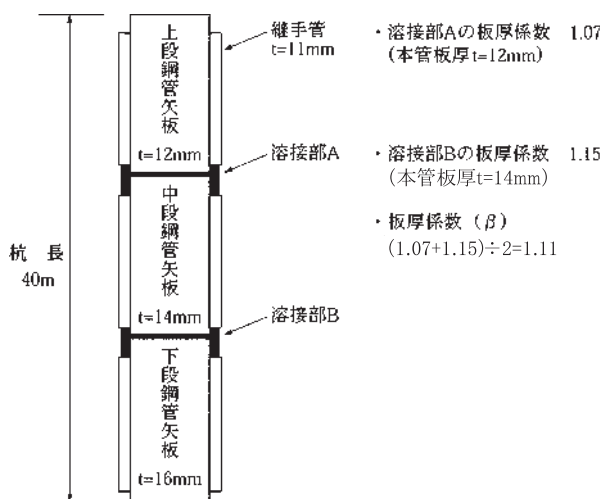 上段鋼管矢板
t=12mm
継手管
t=11mm
・溶接部Aの板厚係数 1.07
(本管板厚t=12mm)
溶接部A
・溶接部Bの板厚係数 1.15
(本管板厚t=14mm)
中段鋼管矢板
t=14mm
・板厚係数（β）
(1.07+1.15)÷2=1.11
杭 長
40m
溶接部B
下段鋼管矢板
t=16mm